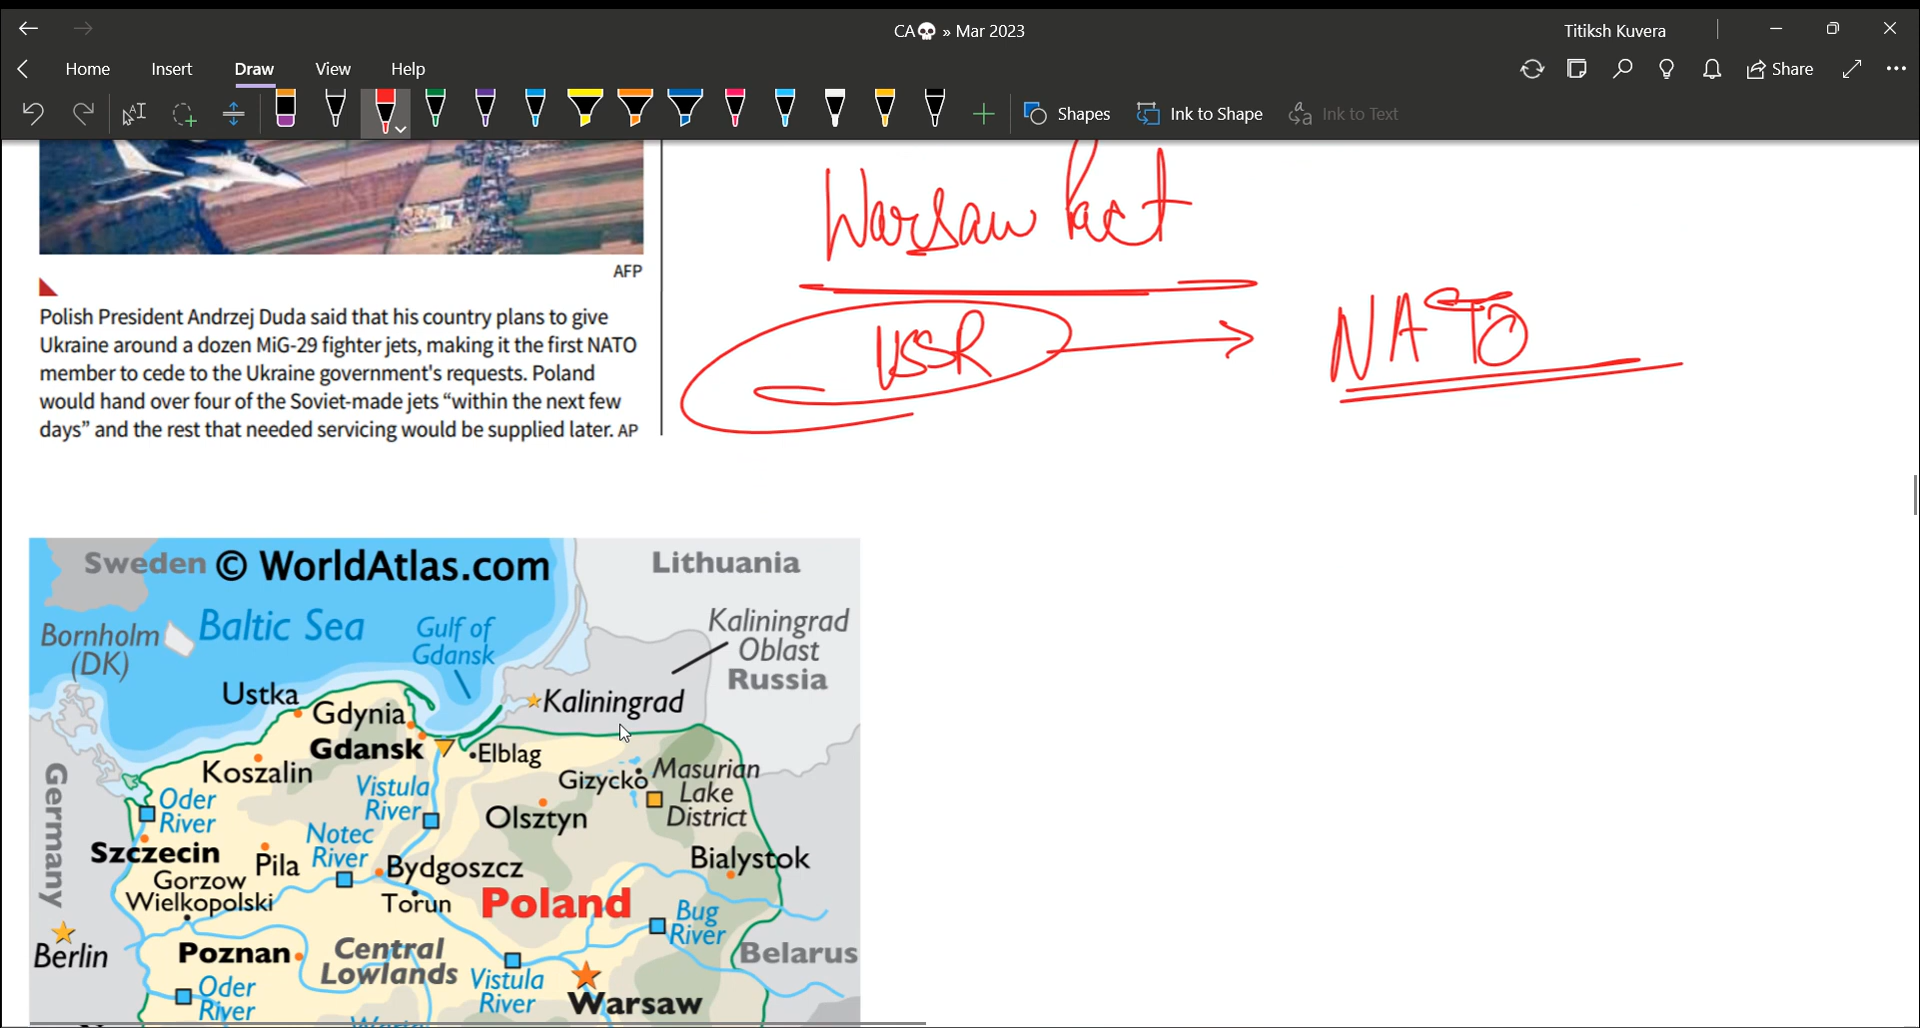 CA💀 » Mar 2023
Titiksh Kuvera
Home Insert Draw View Help
Share
Shapes
Ink to Shape
Ink to Text
Warsaw Pact
AFP
Polish President Andrzej Duda said that his country plans to give
Ukraine around a dozen MiG-29 fighter jets, making it the first NATO
member to cede to the Ukraine government's requests. Poland
would hand over four of the Soviet-made jets “within the next few
days” and the rest that needed servicing would be supplied later. AP
USSR
NATO
Sweden © WorldAtlas.com
Lithuania
Bornholm
(DK)
Baltic Sea
Gulf of
Gdansk
Kaliningrad
Oblast
Russia
Ustka
Kaliningrad
Gdynia
Gdansk
Elblag
Koszalin
Vistula
River
Gizycko
Masurian
Lake
District
Germany
Oder
River
Notec
River
Olsztyn
Szczecin
Pila
Bydgoszcz
Bialystok
Gorzow
Wielkopolski
Torun
Poland
Bug
River
Berlin
Poznan
Central
Lowlands
Vistula
River
Belarus
Oder
River
Warsaw